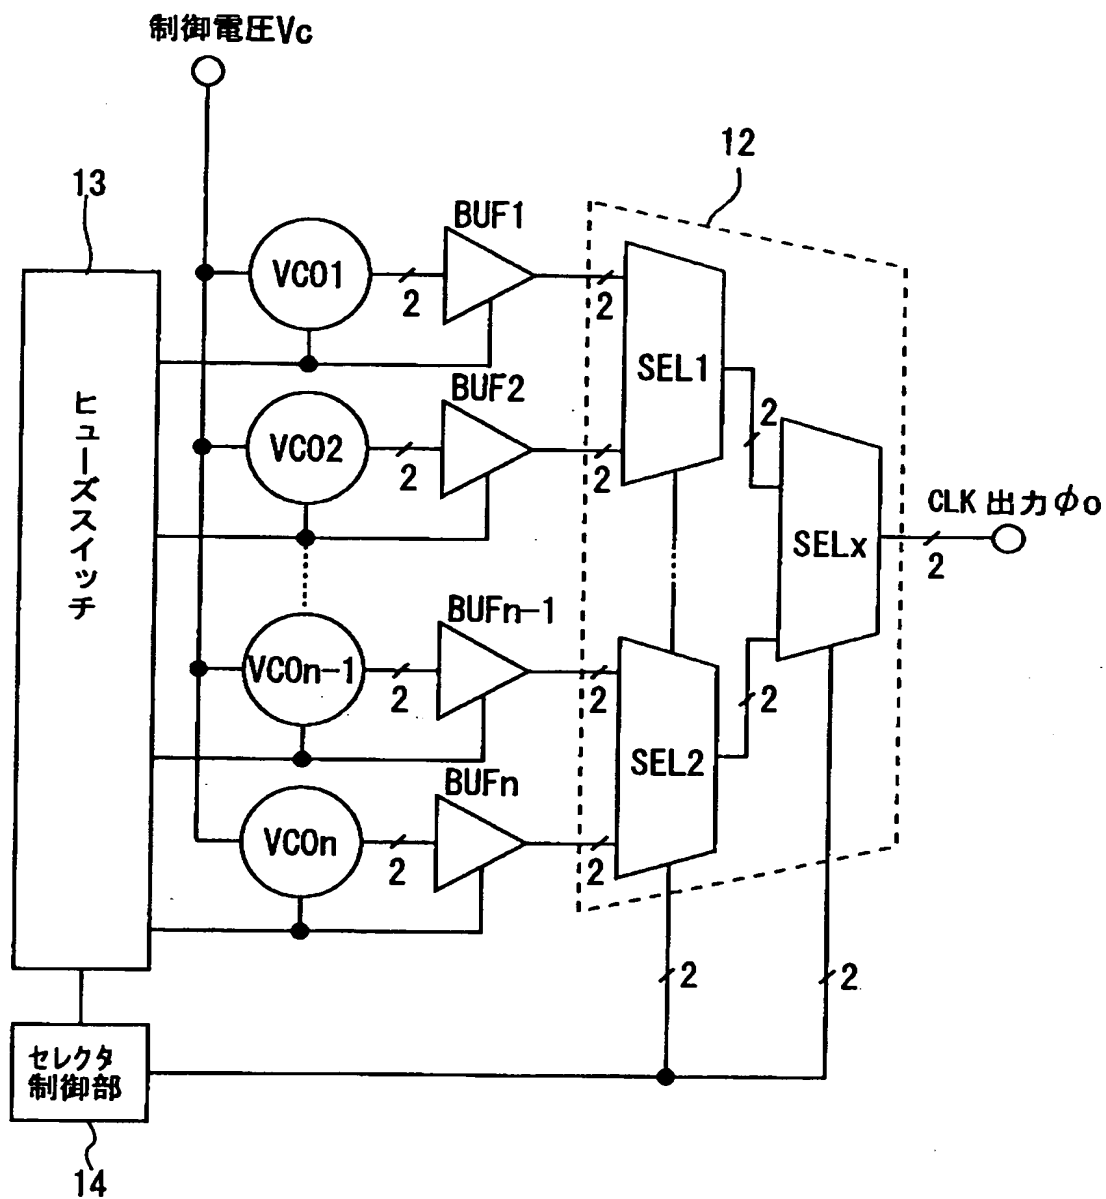 制御電圧Vc
12
13
BUF1
VCO1
2
2
SEL1
BUF2
2
VCO2
2
2
ヒューズスイッチ
CLK 出力φo
SELx
2
BUFn-1
VCOn-1
2
2
2
SEL2
BUFn
VCOn
2
2
2
2
セレクタ
制御部
14